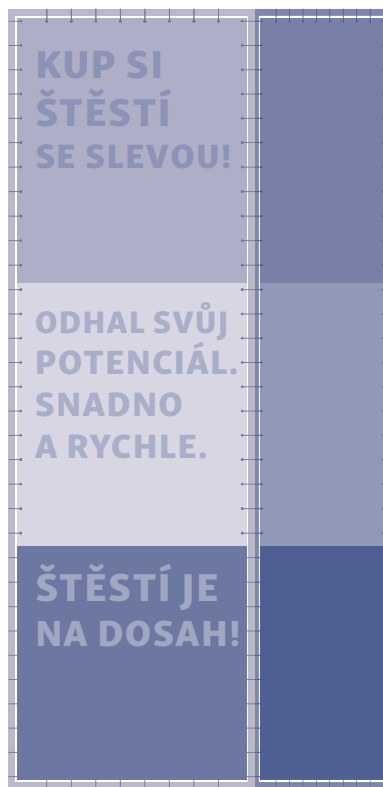 KUP SI
ŠTĚSTÍ
SE SLEVOU!
ODHAL SVŮJ
POTENCIÁL.
SNADNO
A RYCHLE.
ŠTĚSTÍ JE
NA DOSAH!